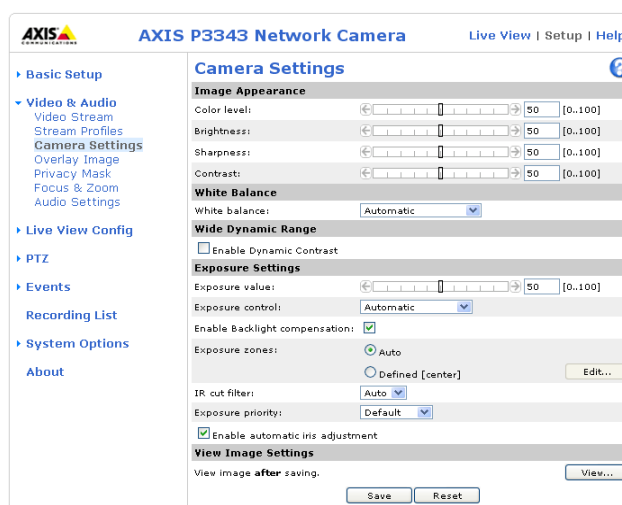 AXIS
COMMUNICATIONS
AXIS P3343 Network Camera
Live View | Setup | Help
Basic Setup
Video & Audio
Video Stream
Stream Profiles
Camera Settings
Overlay Image
Privacy Mask
Focus & Zoom
Audio Settings
Live View Config
PTZ
Events
Recording List
System Options
About
Camera Settings
Image Appearance
Color level: 50 [0..100]
Brightness: 50 [0..100]
Sharpness: 50 [0..100]
Contrast: 50 [0..100]
White Balance
White balance: Automatic
Wide Dynamic Range
Enable Dynamic Contrast
Exposure Settings
Exposure value: 50 [0..100]
Exposure control: Automatic
Enable Backlight compensation:
Exposure zones: Auto
Defined [center] Edit...
IR cut filter: Auto
Exposure priority: Default
Enable automatic iris adjustment
View Image Settings
View image after saving. View...
Save Reset